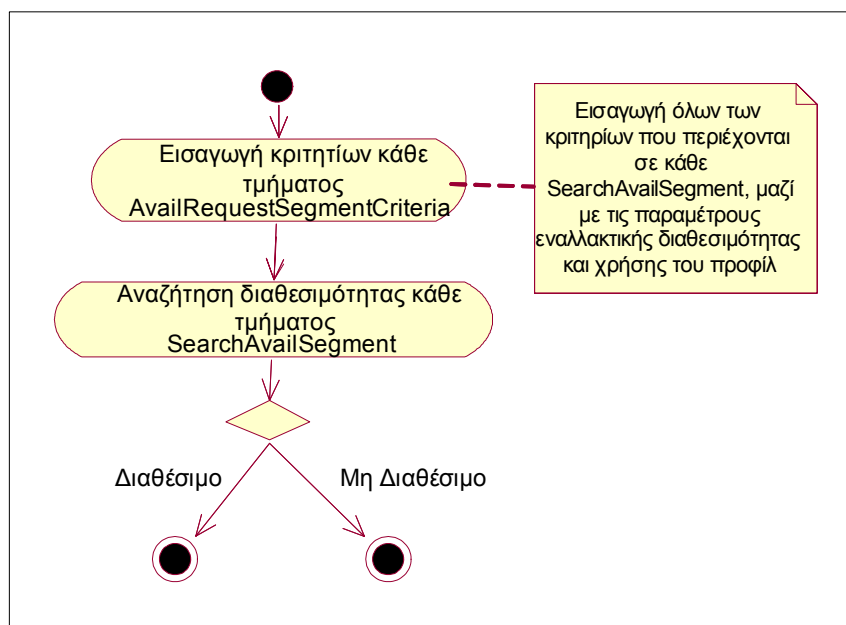 Εισαγωγή κριτητίων κάθε
τμήματος
AvailRequestSegmentCriteria
Εισαγωγή όλων των
κριτηρίων που περιέχονται
σε κάθε
SearchAvailSegment, μαζί
με τις παραμέτρους
εναλλακτικής διαθεσιμότητας
και χρήσης του προφίλ
Αναζήτηση διαθεσιμότητας κάθε
τμήματος
SearchAvailSegment
Διαθέσιμο
Μη Διαθέσιμο